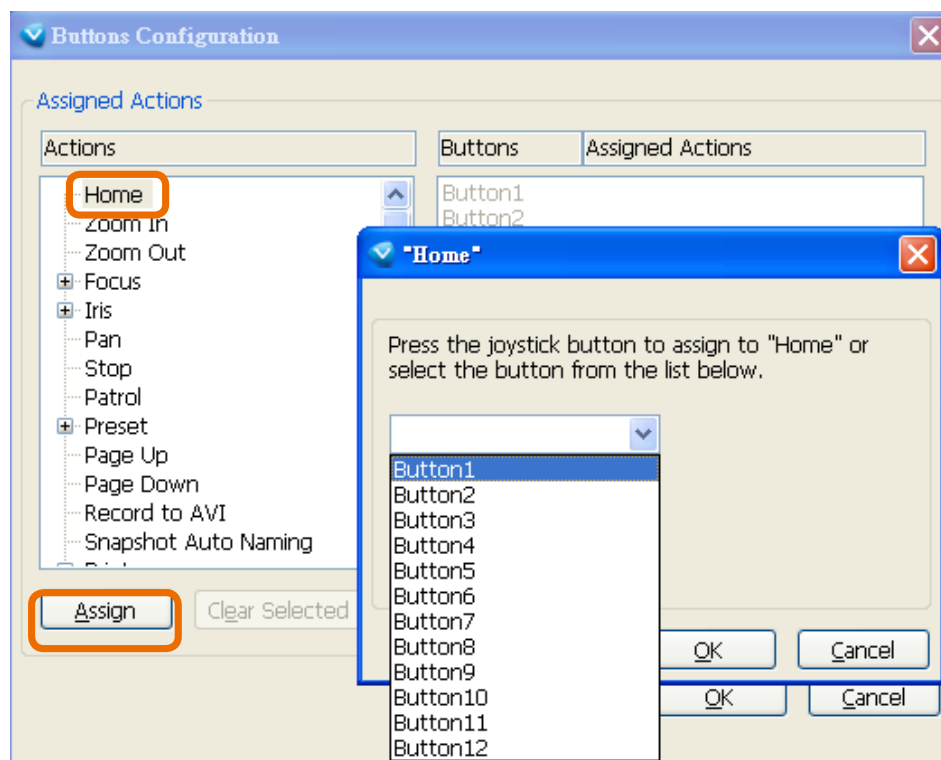 Buttons Configuration
Assigned Actions
Actions
Buttons
Assigned Actions
Home
Zoom In
Zoom Out
Focus
Iris
Pan
Stop
Patrol
Preset
Page Up
Page Down
Record to AVI
Snapshot Auto Naming
Button1
Button2
Assign
Clear Selected
"Home"
Press the joystick button to assign to "Home" or
select the button from the list below.
Button1
Button2
Button3
Button4
Button5
Button6
Button7
Button8
Button9
Button10
Button11
Button12
OK
Cancel
OK
Cancel